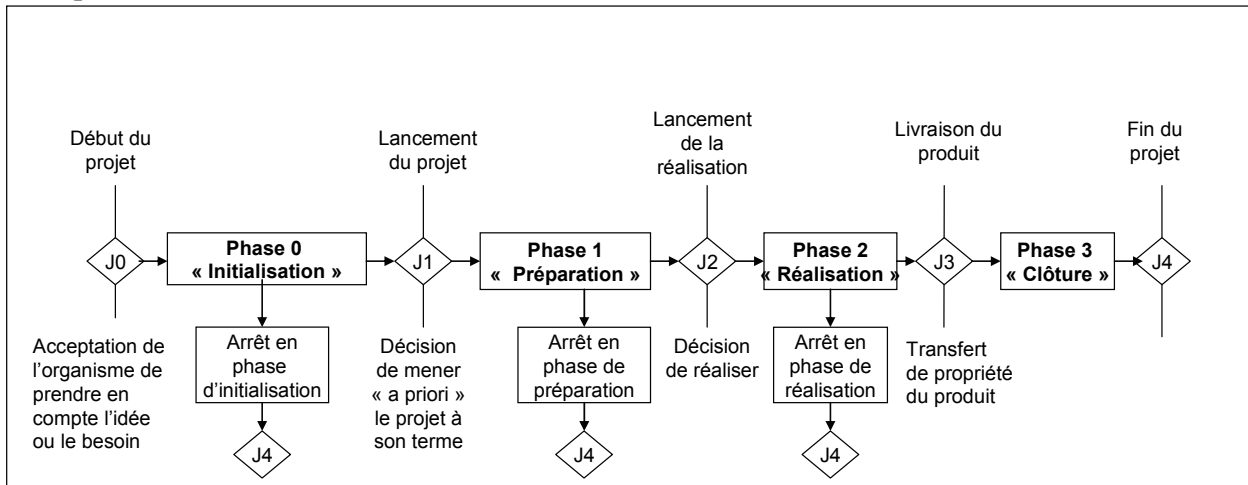 Début du
projet
Lancement
du projet
Lancement
de la
réalisation
Livraison du
produit
Fin du
projet
J0
Phase 0
« Initialisation »
J1
Phase 1
«  Préparation »
J2
Phase 2
« Réalisation »
J3
Phase 3
« Clôture »
J4
Acceptation de
l’organisme de
prendre en
compte l’idée
ou le besoin
Arrêt en
phase
d’initialisation
Décision
de mener
« a priori »
le projet à
son terme
Arrêt en
phase de
préparation
Décision
de réaliser
Arrêt en
phase de
réalisation
Transfert
de propriété
du produit
J4
J4
J4